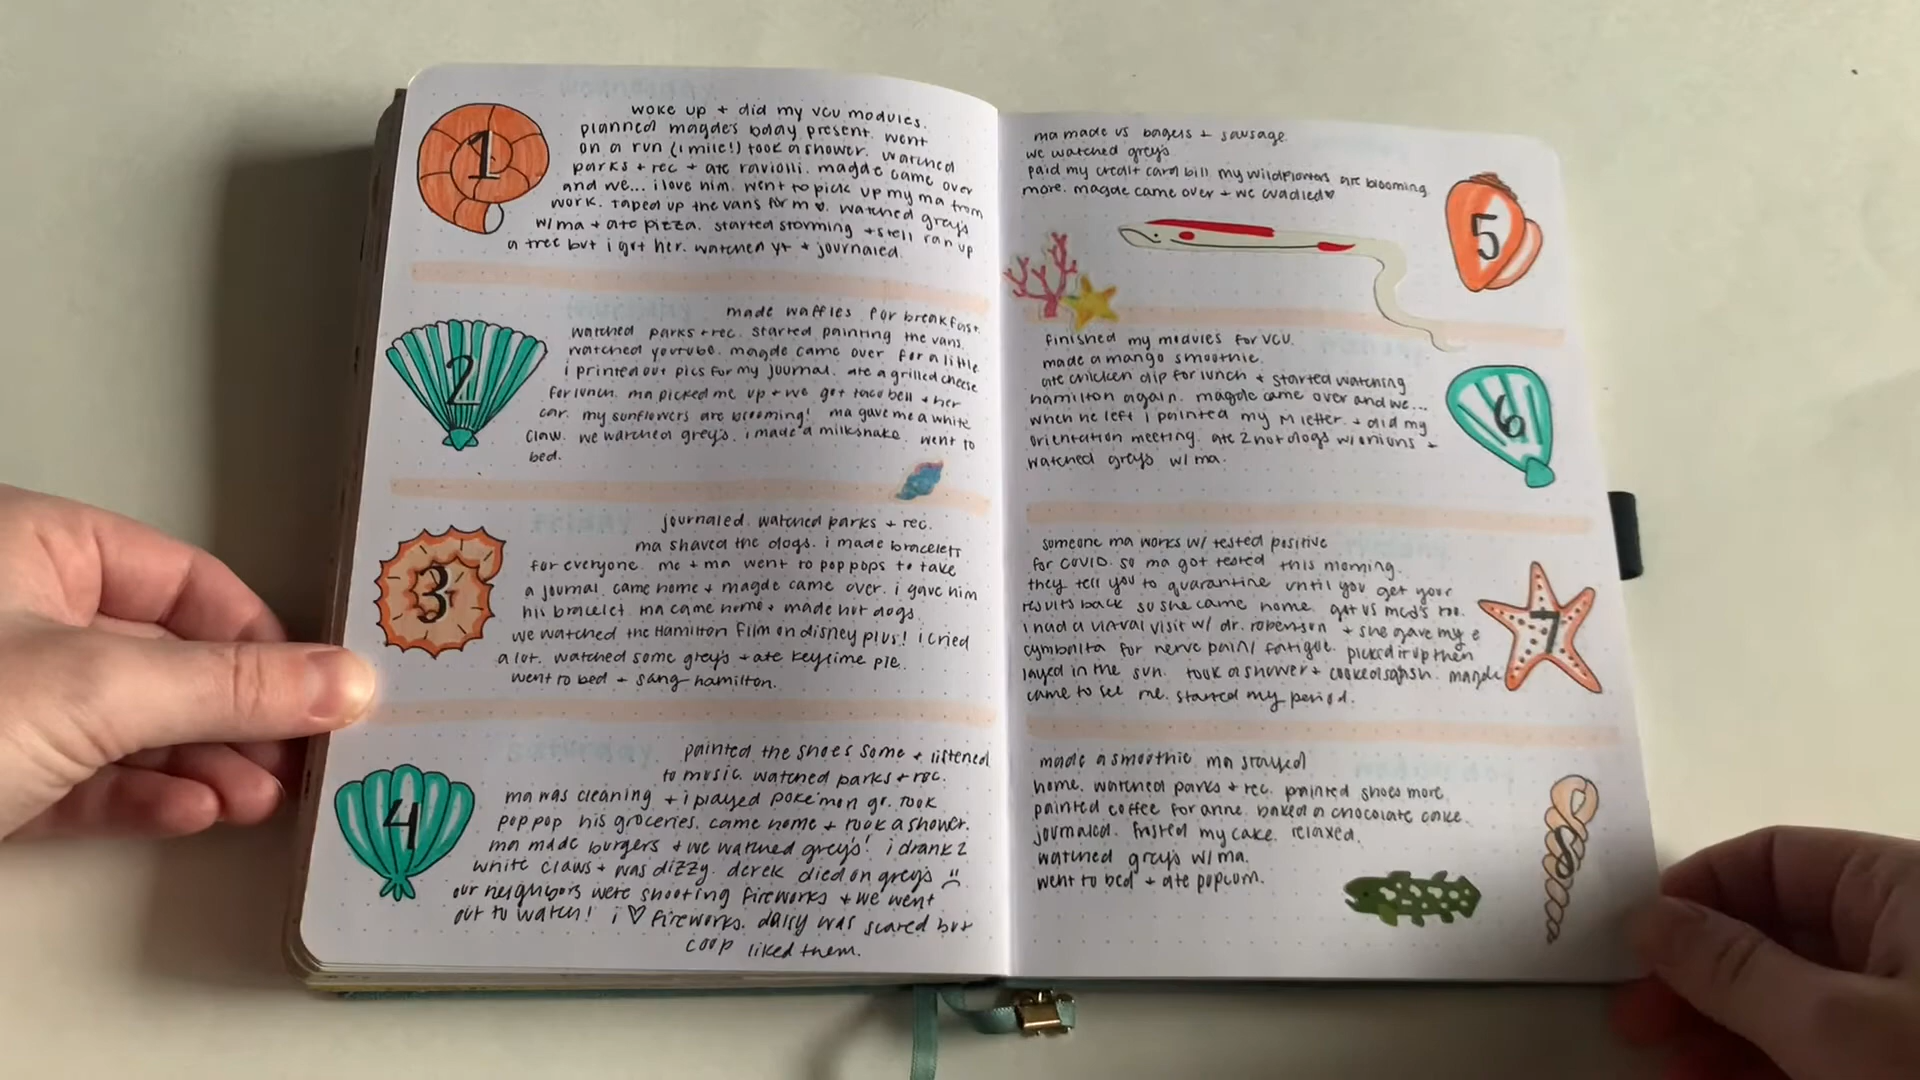 1
woke up + did my vcu modules.
planned magde's bday present. went
on a run (1 mile!) took a shower. watched
parks + rec + ate raviolli. magde came over
and we... i love him. went to pick up my ma from
work. taped up the vans for m ♥. watched grey's
w/ ma + ate pizza. started storming + stell ran up
a tree but i got her. watchen yt + journaled.
2
made waffles for breakfast.
watched parks + rec. started painting the vans.
watched youtube. magde came over for a little
i printed out pics for my journal. ate a grilled cheese
for lunch. ma picked me up + we got taco bell + her
car. my sunflowers are blooming! ma gave me a white
claw. we watched grey's. i made a milkshake. went to
bed.
3
journaled. watched parks + rec.
ma shaved the dogs. i made bracelets
for everyone. me + ma went to pop pops to take
a journal. came home + magde came over. i gave him
his bracelet. ma came home + made hot dogs.
we watched the Hamilton film on disney plus! i cried
a lot. watched some grey's + ate keylime pie.
went to bed + sang hamilton.
4
painted the shoes some + listened
to music. watched parks + rec.
ma was cleaning + i played pokemon go. took
pop pop his groceries. came home + took a shower.
ma made burgers + we watched grey's! i drank 2
white claws + was dizzy. derek died on grey's
our neighbors were shooting fireworks + we went
out to watch! i ♡ fireworks. daisy was scared but
coop liked them.
ma made us bagels + sausage.
we watched grey's
paid my credit card bill. my wildflowers are blooming
more. magde came over + we cuddled ♥
5
finished my modules for VCU.
made a mango smoothie.
ate chicken dip for lunch + started watching
hamilton again. magde came over and we...
when he left i painted my M letter. + did my
orientation meeting. ate 2 hot dogs w/ onions +
watched greys w/ ma.
6
someone ma works w/ tested positive
for COVID. so ma got tested this morning.
they tell you to quarantine until you get your
results back so she came home. got us mcd's too.
i had a virtual visit w/ dr. robenson + she gave my
cymbalta for nerve pain/ fatigue. picked it up then
layed in the sun. took a shower + cooked squash. magde
came to see me. started my period.
7
made a smoothie. ma stayed
home. watched parks + rec. painted shoes more.
painted coffee for anne. baked a chocolate cake.
journaled. frosted my cake. relaxed.
watched greys w/ ma.
went to bed + ate popcorn.
8